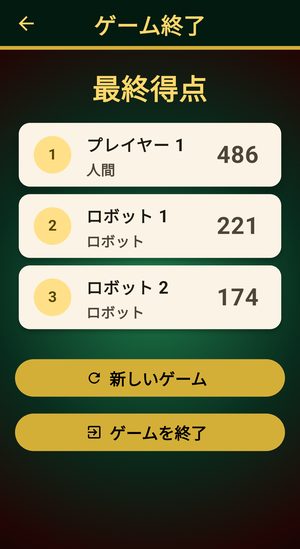 ゲーム終了
最終得点
1
プレイヤー 1
人間
486
2
ロボット 1
ロボット
221
3
ロボット 2
ロボット
174
新しいゲーム
ゲームを終了